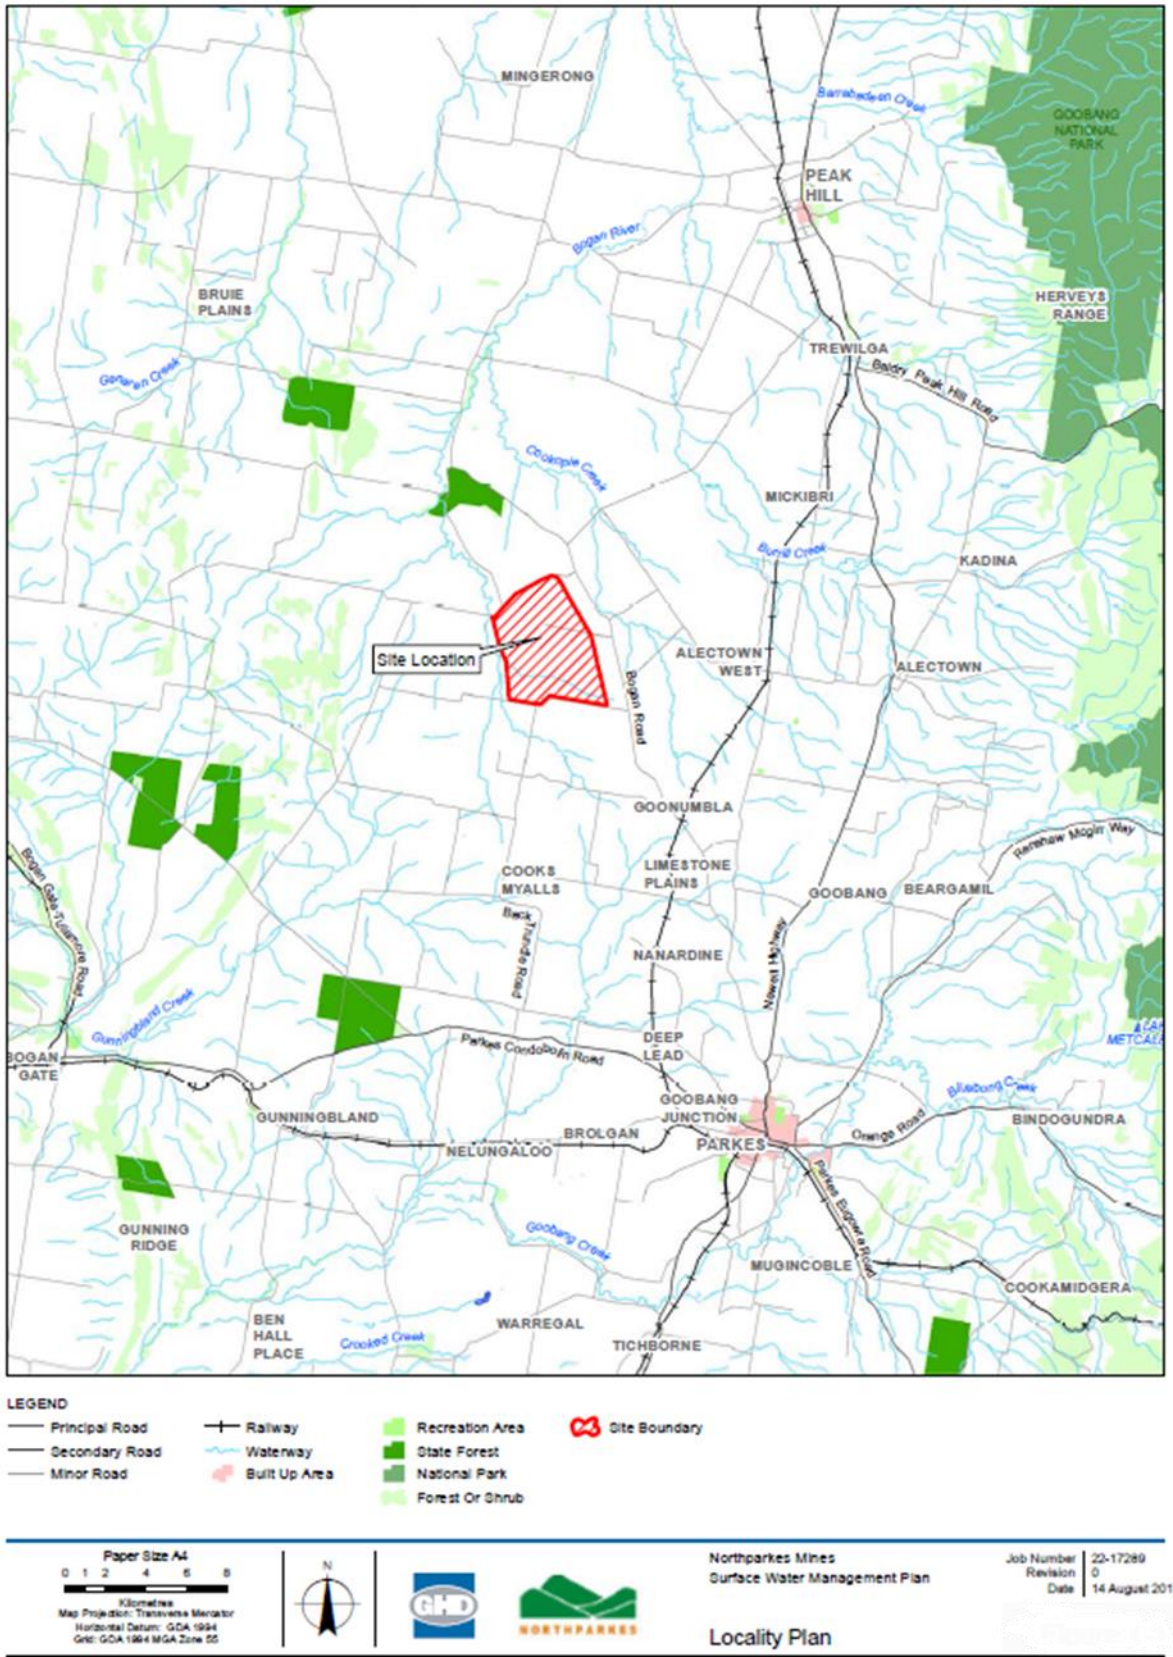 MINGERONG
Barrabadeen Creek
GOOBANG
NATIONAL
PARK
PEAK
HILL
Bogan River
BRUIE
PLAINS
HERVEYS
RANGE
TREWILGA
Baldry Peak Hill Road
Genaren Creek
Cookopie Creek
MICKIBRI
Burrill Creek
KADINA
Site Location
ALECTOWN
WEST
ALECTOWN
Bogan Road
GOONUMBLA
Renshaw Mcgirr Way
Bogan Gate Tullamore Road
COOKS
MYALLS
LIMESTONE
PLAINS
GOOBANG
BEARGAMIL
Back Trundle Road
NANARDINE
Newell Highway
Gunningbland Creek
DEEP
LEAD
Parkes Condobolin Road
METCAL
BOGAN
GATE
GOOBANG
JUNCTION
Billabong Creek
GUNNINGBLAND
BROLGAN
NELUNGALOO
PARKES
Orange Road
BINDOGUNDRA
Parkes Eugowra Road
GUNNING
RIDGE
Goobang Creek
MUGINCOBLE
COOKAMIDGERA
BEN
HALL
PLACE
Crooked Creek
WARREGAL
TICHBORNE
LEGEND
Principal Road
Secondary Road
Minor Road
Railway
Waterway
Built Up Area
Recreation Area
State Forest
National Park
Forest Or Shrub
Site Boundary
Paper Size A4
0 1 2 4 6 8
Kilometres
Map Projection: Transverse Mercator
Horizontal Datum: GDA 1994
Grid: GDA 1994 MGA Zone 55
N
GHD
NORTHPARKES
Northparkes Mines
Surface Water Management Plan
Locality Plan
Job Number 22-17289
Revision 0
Date 14 August 201